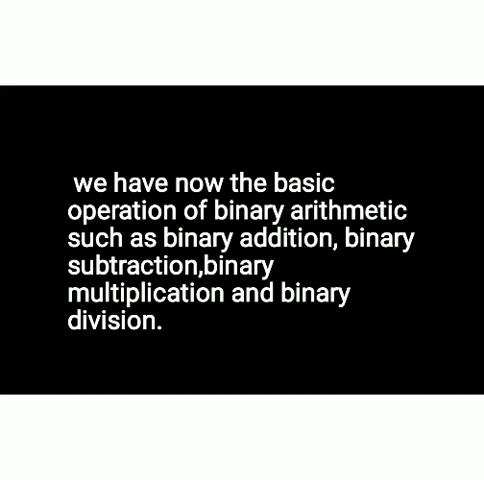 we have now the basic
operation of binary arithmetic
such as binary addition, binary
subtraction,binary
multiplication and binary
division.